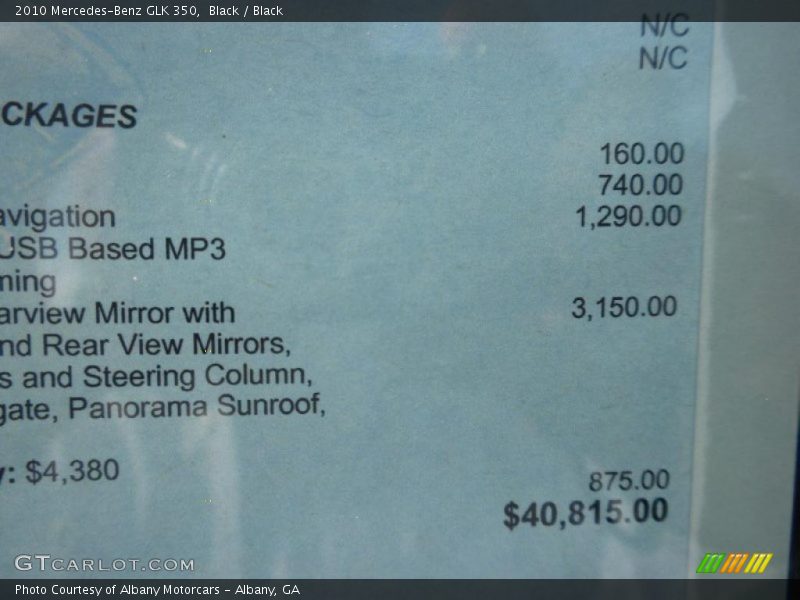 2010 Mercedes-Benz GLK 350, Black / Black
N/C
N/C
CKAGES
160.00
740.00
avigation 1,290.00
USB Based MP3
ning
arview Mirror with 3,150.00
nd Rear View Mirrors,
s and Steering Column,
gate, Panorama Sunroof,
y: $4,380 875.00
$40,815.00
GTCARLOT.COM
Photo Courtesy of Albany Motorcars - Albany, GA